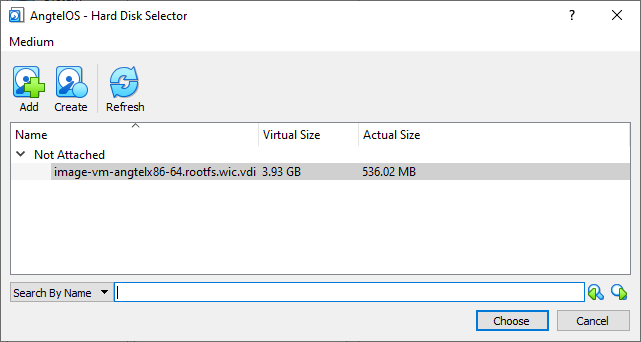 AngtelOS - Hard Disk Selector
Medium
Add Create Refresh
Name Virtual Size Actual Size
Not Attached
image-vm-angtelx86-64.rootfs.wic.vdi 3.93 GB 536.02 MB
Search By Name
Choose Cancel